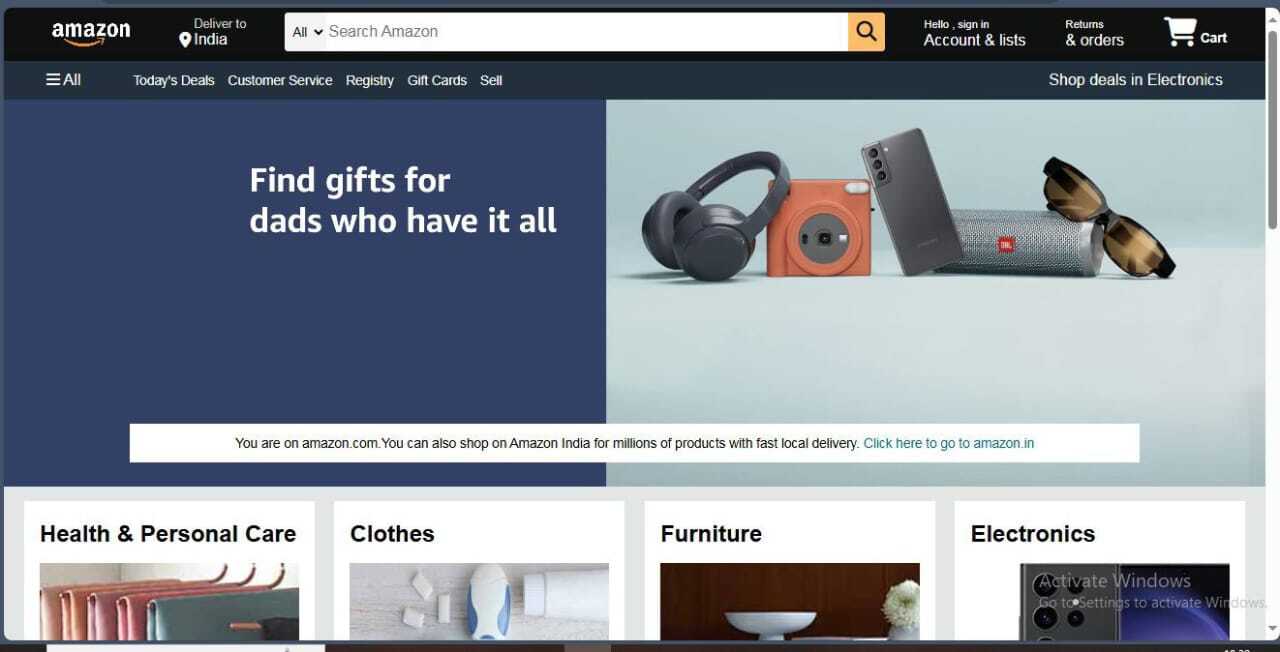 amazon
Deliver to
India
All
Search Amazon
Hello , sign in
Account & lists
Returns
& orders
Cart
All
Today's Deals
Customer Service
Registry
Gift Cards
Sell
Shop deals in Electronics
Find gifts for
dads who have it all
JBL
You are on amazon.com.You can also shop on Amazon India for millions of products with fast local delivery. Click here to go to amazon.in
Health & Personal Care
Clothes
Furniture
Electronics
Activate Windows
Go to Settings to activate Windows.